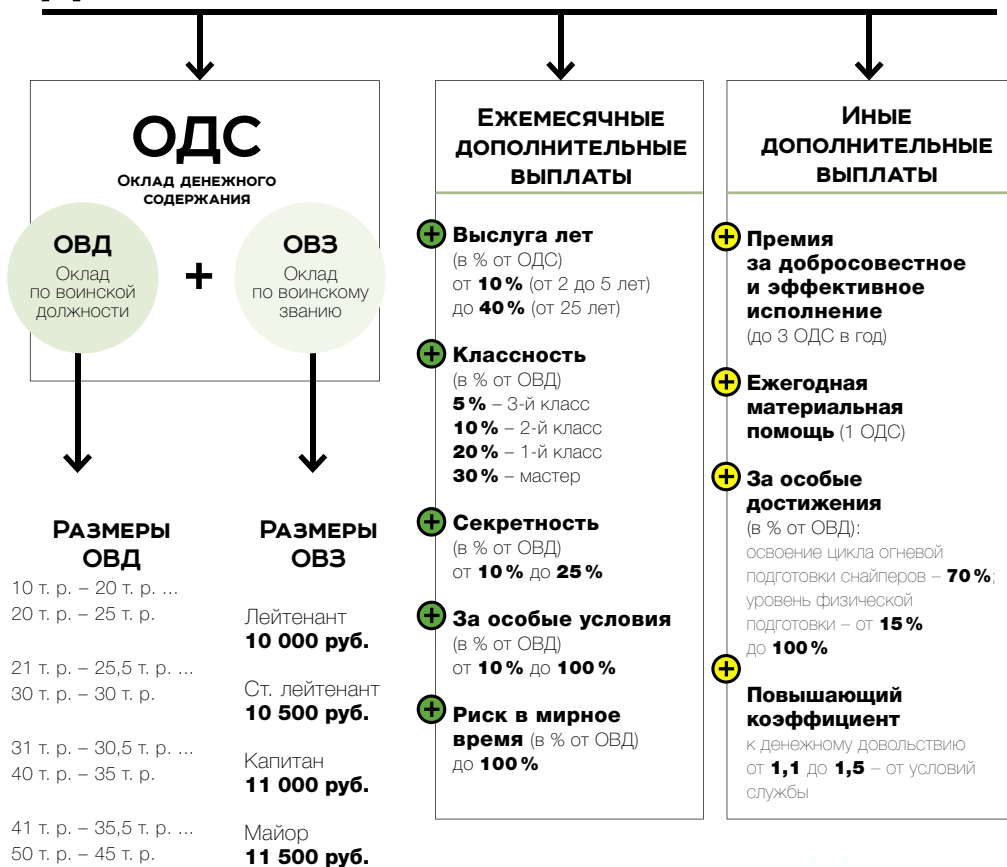 ОДС
Оклад денежного
содержания
ОВД
Оклад
по воинской
должности
+
ОВЗ
Оклад
по воинскому
званию
Размеры
ОВД
10 т. р. – 20 т. р. ...
20 т. р. – 25 т. р.
21 т. р. – 25,5 т. р. ...
30 т. р. – 30 т. р.
31 т. р. – 30,5 т. р. ...
40 т. р. – 35 т. р.
41 т. р. – 35,5 т. р. ...
50 т. р. – 45 т. р.
Размеры
ОВЗ
Лейтенант
10 000 руб.
Ст. лейтенант
10 500 руб.
Капитан
11 000 руб.
Майор
11 500 руб.
Ежемесячные
дополнительные
выплаты
+ Выслуга лет
(в % от ОДС)
от 10 % (от 2 до 5 лет)
до 40 % (от 25 лет)
+ Классность
(в % от ОВД)
5 % – 3-й класс
10 % – 2-й класс
20 % – 1-й класс
30 % – мастер
+ Секретность
(в % от ОВД)
от 10 % до 25 %
+ За особые условия
(в % от ОВД)
от 10 % до 100 %
+ Риск в мирное
время (в % от ОВД)
до 100 %
Иные
дополнительные
выплаты
+ Премия
за добросовестное
и эффективное
исполнение
(до 3 ОДС в год)
+ Ежегодная
материальная
помощь (1 ОДС)
+ За особые
достижения
(в % от ОВД):
освоение цикла огневой
подготовки снайперов – 70 %;
уровень физической
подготовки – от 15 %
до 100 %
+
Повышающий
коэффициент
к денежному довольствию
от 1,1 до 1,5 – от условий
службы